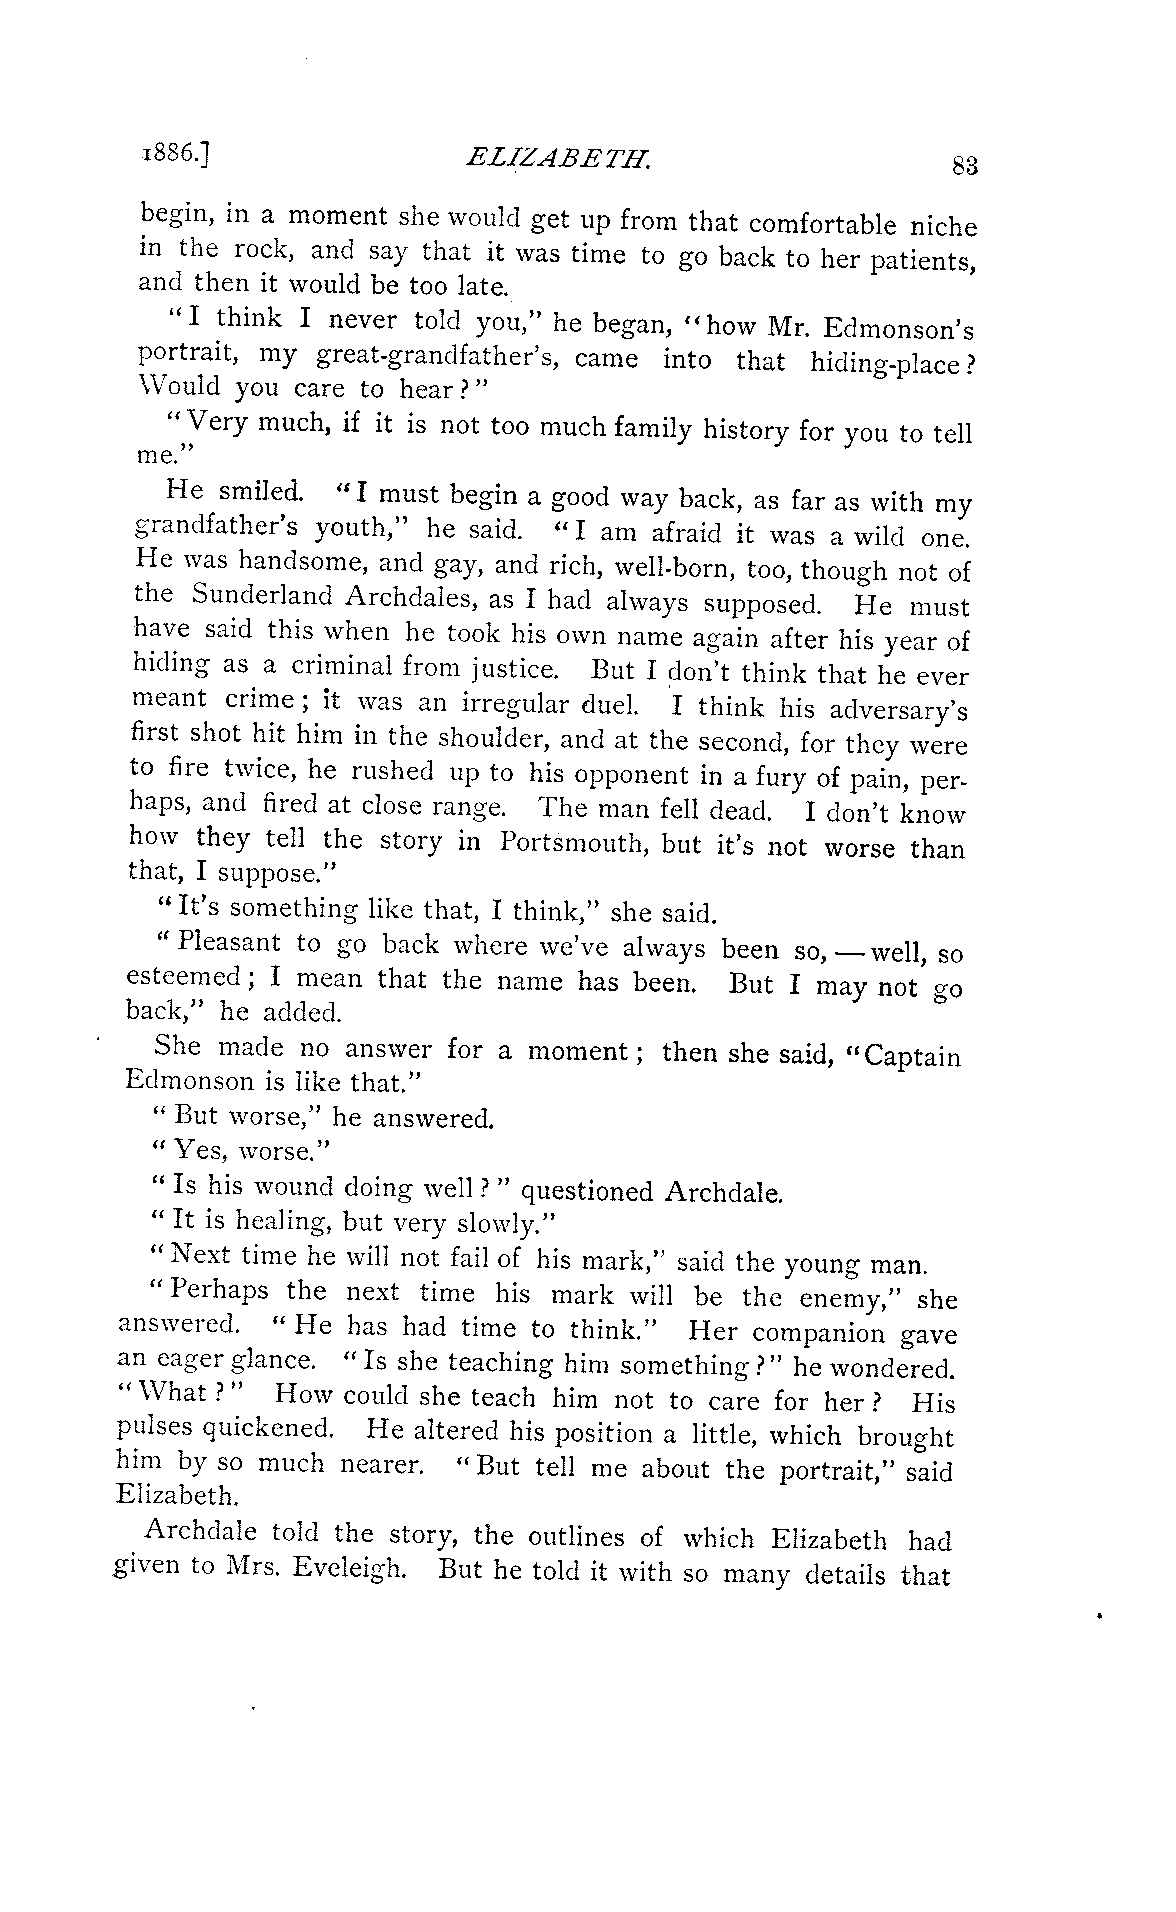 1886.] ELIZABETH. 83
begin, in a moment she would get up from that comfortable niche
in the rock, and say that it was time to go back to her patients,
and then it would be too late.
"I think I never told you," he began, "how Mr. Edmonson's
portrait, my great-grandfather's, came into that hiding-place?
Would you care to hear?"
"Very much, if it is not too much family history for you to tell
me."
He smiled. "I must begin a good way back, as far as with my
grandfather's youth," he said. "I am afraid it was a wild one.
He was handsome, and gay, and rich, well-born, too, though not of
the Sunderland Archdales, as I had always supposed. He must
have said this when he took his own name again after his year of
hiding as a criminal from justice. But I don't think that he ever
meant crime; it was an irregular duel. I think his adversary's
first shot hit him in the shoulder, and at the second, for they were
to fire twice, he rushed up to his opponent in a fury of pain, per-
haps, and fired at close range. The man fell dead. I don't know
how they tell the story in Portsmouth, but it's not worse than
that, I suppose."
"It's something like that, I think," she said.
"Pleasant to go back where we've always been so, — well, so
esteemed; I mean that the name has been. But I may not go
back," he added.
She made no answer for a moment; then she said, "Captain
Edmonson is like that."
"But worse," he answered.
"Yes, worse."
"Is his wound doing well?" questioned Archdale.
"It is healing, but very slowly."
"Next time he will not fail of his mark," said the young man.
"Perhaps the next time his mark will be the enemy," she
answered. "He has had time to think." Her companion gave
an eager glance. "Is she teaching him something?" he wondered.
"What?" How could she teach him not to care for her? His
pulses quickened. He altered his position a little, which brought
him by so much nearer. "But tell me about the portrait," said
Elizabeth.
Archdale told the story, the outlines of which Elizabeth had
given to Mrs. Eveleigh. But he told it with so many details that